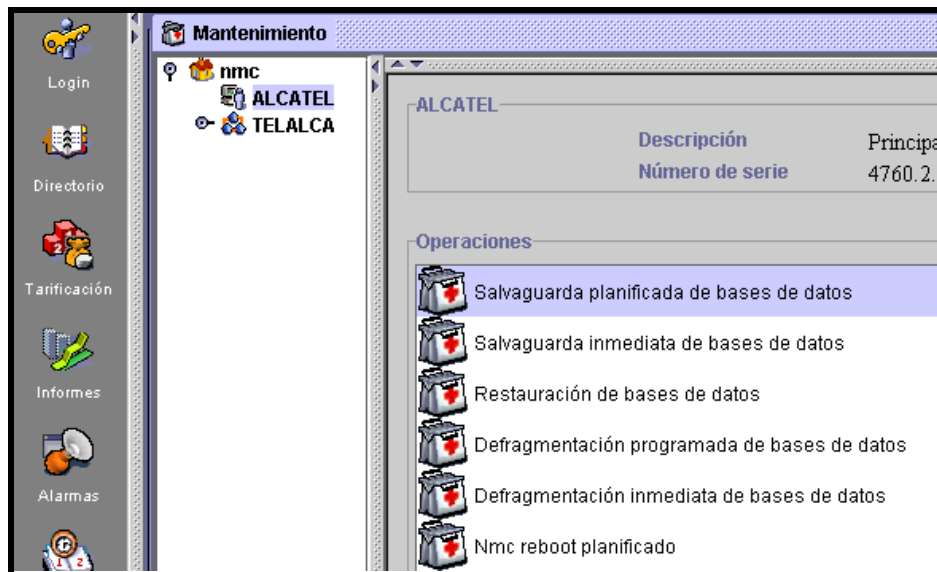 Login
Directorio
Tarificación
Informes
Alarmas
Mantenimiento
nmc
ALCATEL
TELALCA
ALCATEL
Descripción
Número de serie 4760.2.
Operaciones
Salvaguarda planificada de bases de datos
Salvaguarda inmediata de bases de datos
Restauración de bases de datos
Defragmentación programada de bases de datos
Defragmentación inmediata de bases de datos
Nmc reboot planificado